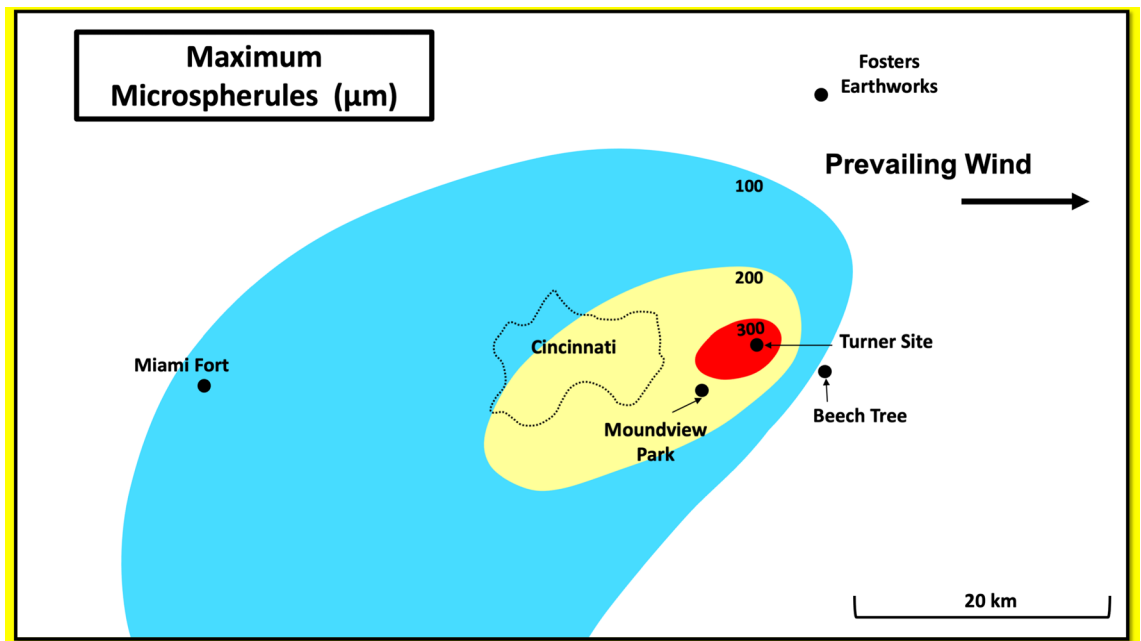 Maximum
Microspherules (µm)
Fosters
Earthworks
Prevailing Wind
100
200
300
Cincinnati
Turner Site
Miami Fort
Moundview
Park
Beech Tree
20 km